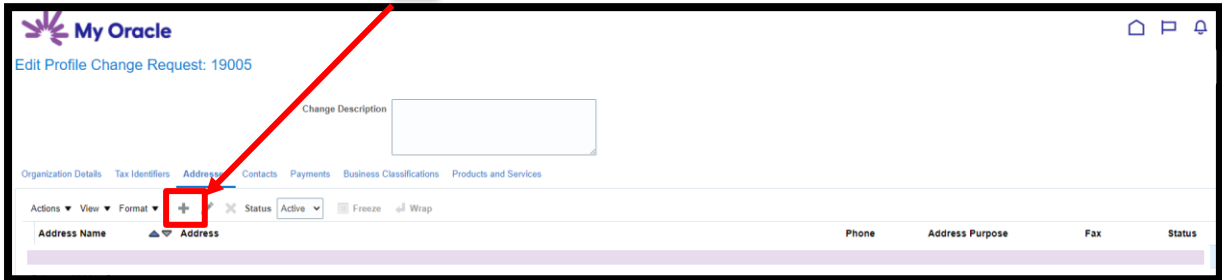 My Oracle
Edit Profile Change Request: 19005
Change Description
Organization Details Tax Identifiers Addresses Contacts Payments Business Classifications Products and Services
Actions View Format Status Active Freeze Wrap
Address Name Address Phone Address Purpose Fax Status